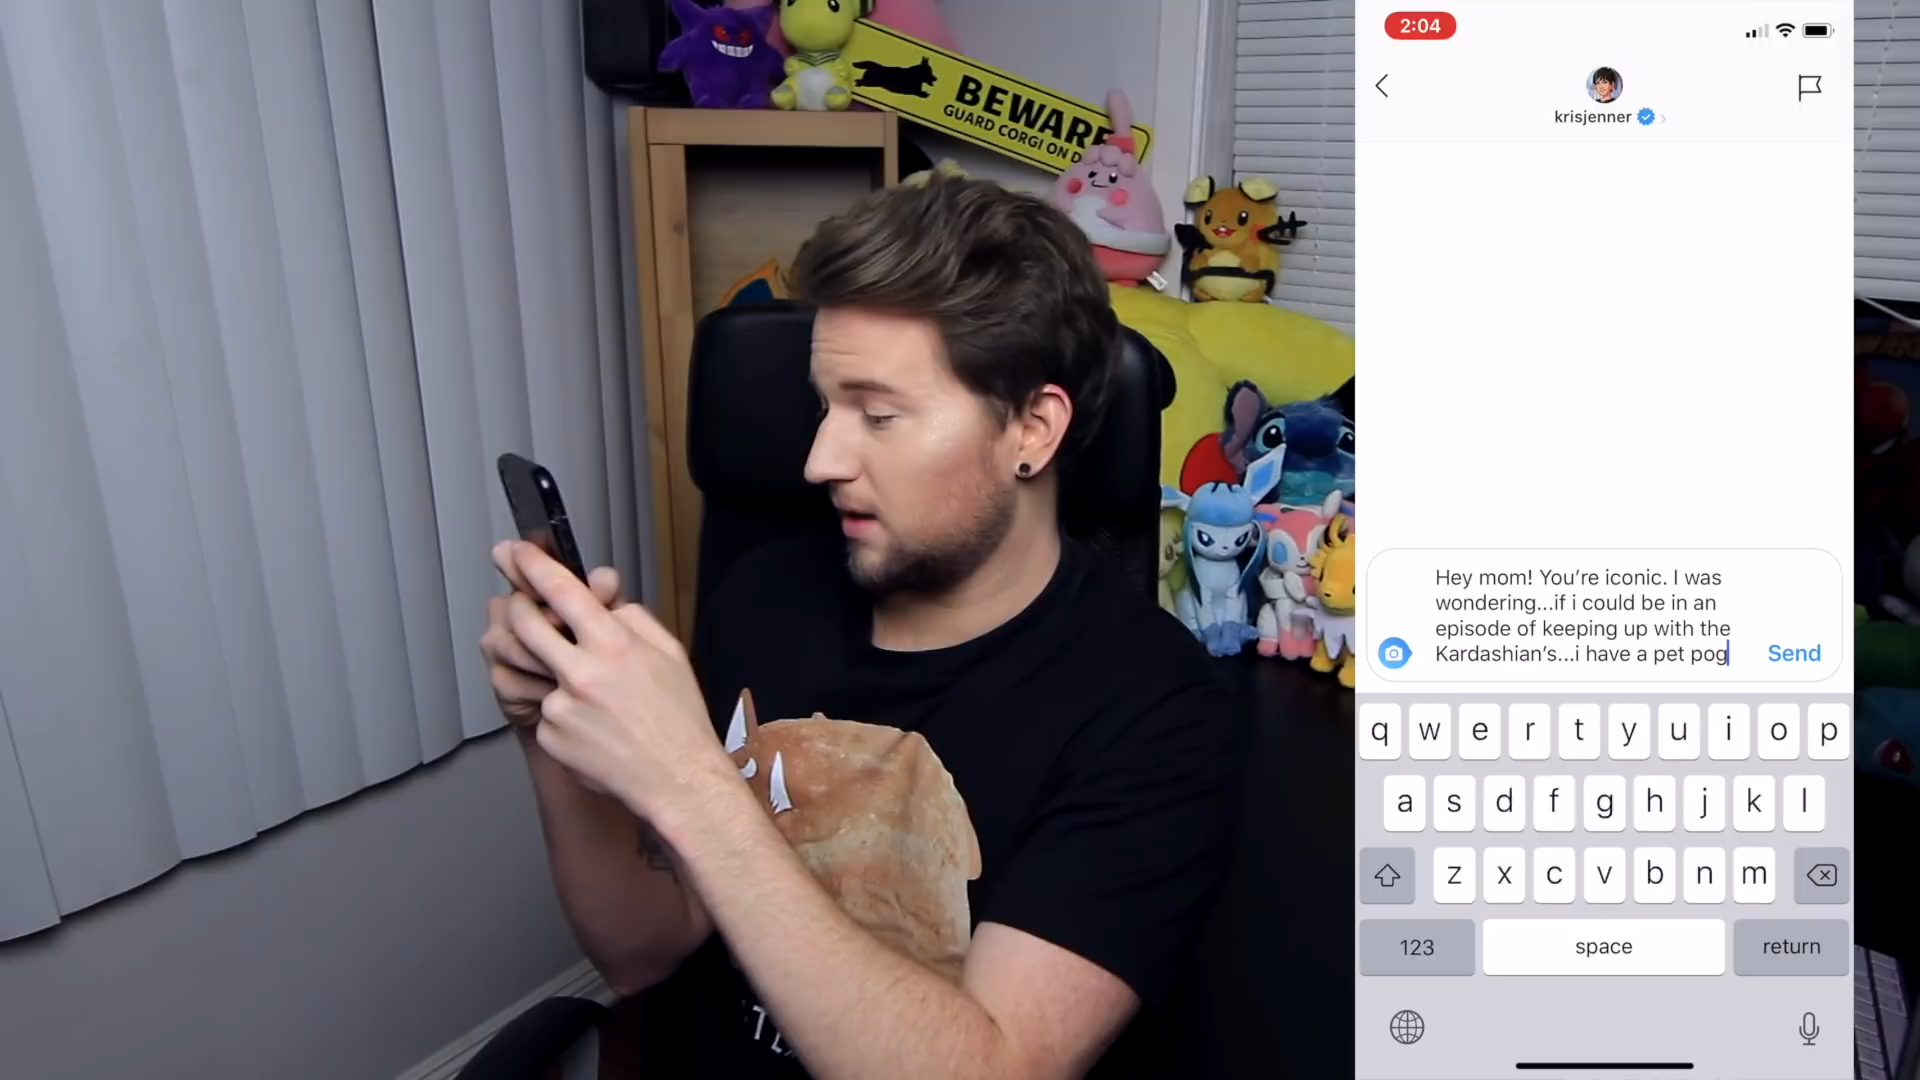 BEWARE
GUARD CORGI ON D
2:04
krisjenner
Hey mom! You’re iconic. I was
wondering...if i could be in an
episode of keeping up with the
Kardashian’s...i have a pet pog
Send
q w e r t y u i o p
a s d f g h j k l
z x c v b n m
123 space return